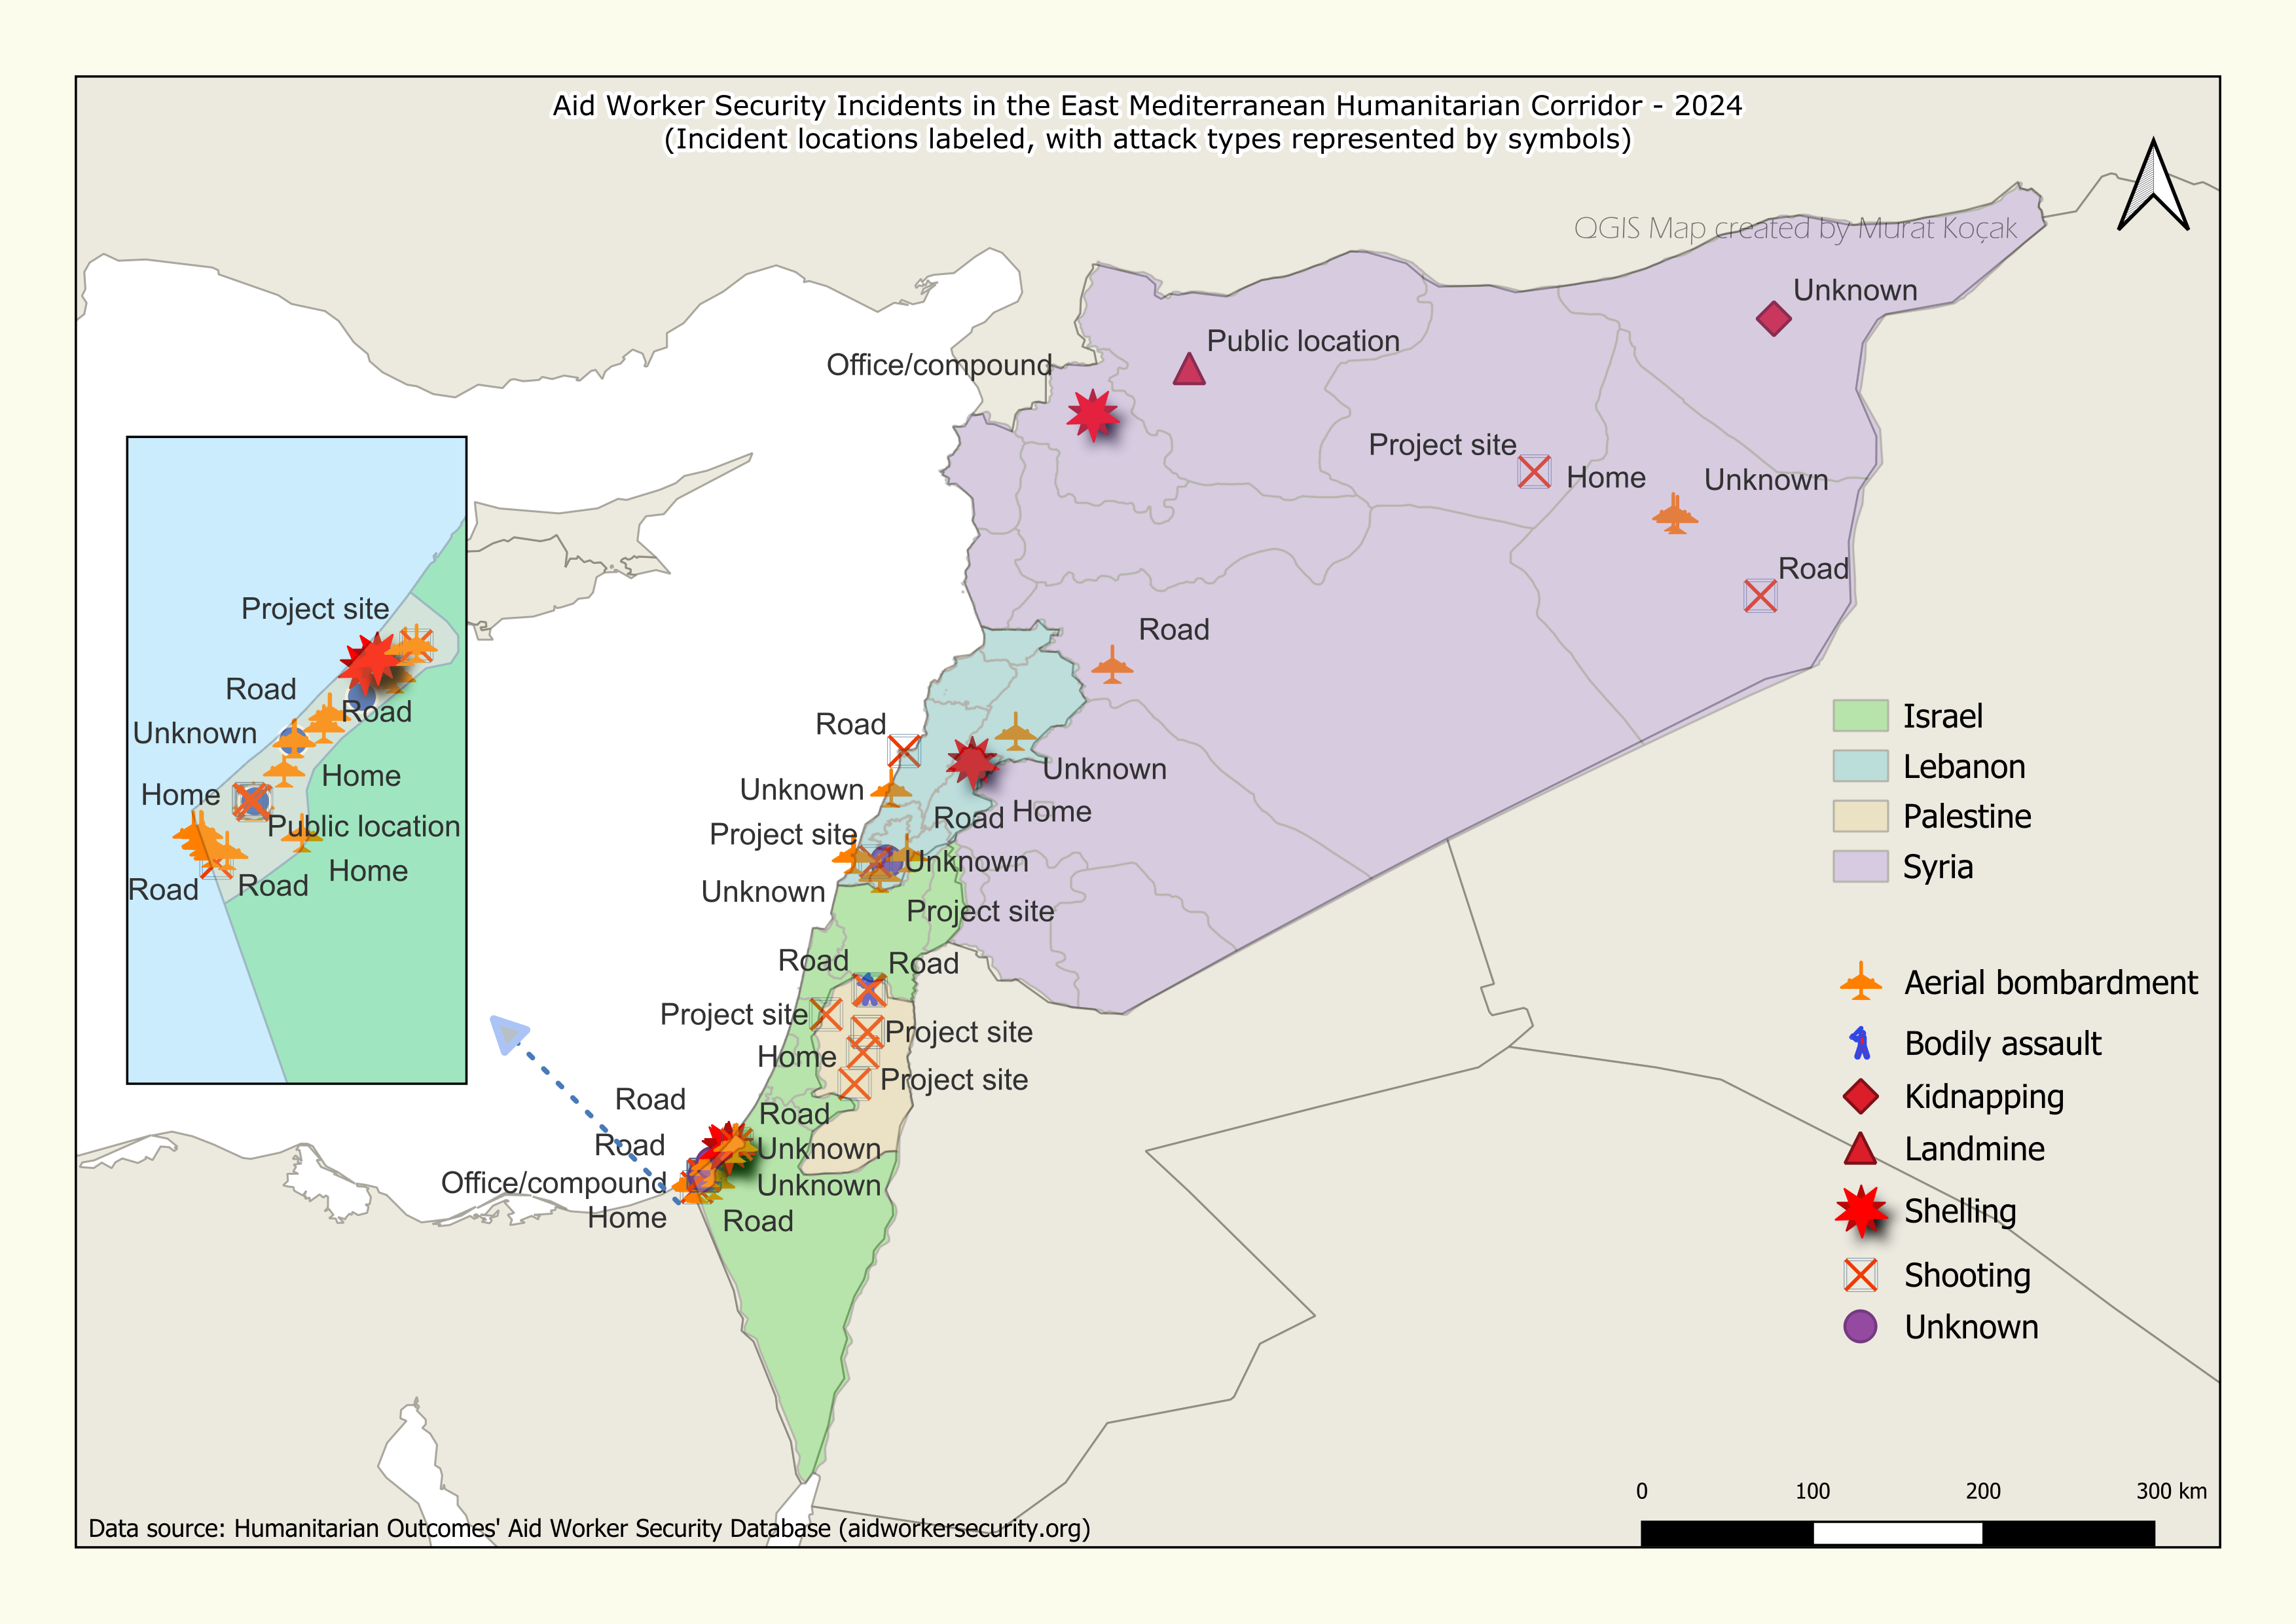 Aid Worker Security Incidents in the East Mediterranean Humanitarian Corridor - 2024
(Incident locations labeled, with attack types represented by symbols)
QGIS Map created by Murat Koçak
Unknown
Public location
Office/compound
Project site
Home
Unknown
Road
Road
Road
Unknown
Unknown
Home
Road
Project site
Unknown
Unknown
Project site
Road
Road
Project site
Project site
Home
Project site
Road
Road
Road
Unknown
Office/compound
Unknown
Home
Road
Project site
Road
Road
Unknown
Home
Home
Public location
Home
Road
Road
Israel
Lebanon
Palestine
Syria
Aerial bombardment
Bodily assault
Kidnapping
Landmine
Shelling
Shooting
Unknown
0 100 200 300 km
Data source: Humanitarian Outcomes' Aid Worker Security Database (aidworkersecurity.org)